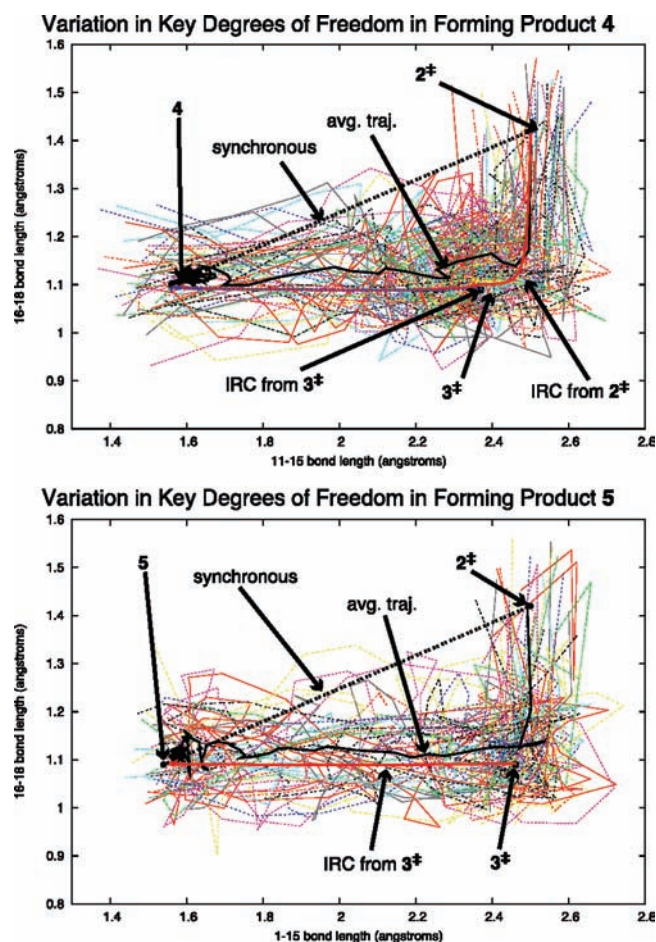 Variation in Key Degrees of Freedom in Forming Product 4
1.6
1.5
1.4
1.3
1.2
1.1
1
0.9
0.8
16-18 bond length (angstroms)
2‡
4
avg. traj.
synchronous
IRC from 3‡
3‡
IRC from 2‡
1.4 1.6 1.8 2 2.2 2.4 2.6 2.8
11-15 bond length (angstroms)
Variation in Key Degrees of Freedom in Forming Product 5
1.6
1.5
1.4
1.3
1.2
1.1
1
0.9
0.8
16-18 bond length (angstroms)
5
2‡
synchronous
avg. traj.
IRC from 3‡
3‡
1.4 1.6 1.8 2 2.2 2.4 2.6 2.8
1-15 bond length (angstroms)